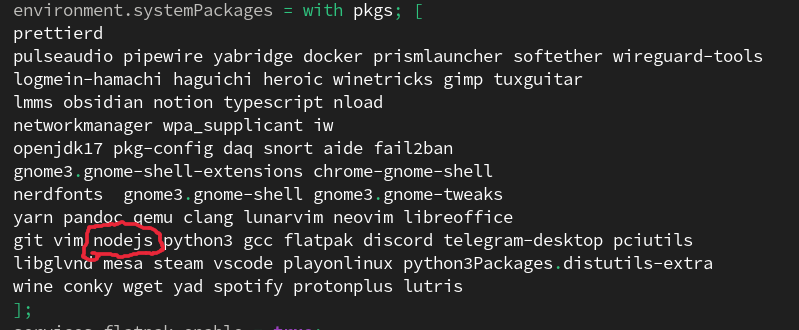 environment.systemPackages = with pkgs; [
prettierd
pulseaudio pipewire yabridge docker prismlauncher softether wireguard-tools
logmein-hamachi haguichi heroic winetricks gimp tuxguitar
lmms obsidian notion typescript nload
networkmanager wpa_supplicant iw
openjdk17 pkg-config daq snort aide fail2ban
gnome3.gnome-shell-extensions chrome-gnome-shell
nerdfonts  gnome3.gnome-shell gnome3.gnome-tweaks
yarn pandoc qemu clang lunarvim neovim libreoffice
git vim nodejs python3 gcc flatpak discord telegram-desktop pciutils
libglvnd mesa steam vscode playonlinux python3Packages.distutils-extra
wine conky wget yad spotify protonplus lutris
];
services.flatpak.enable = true;